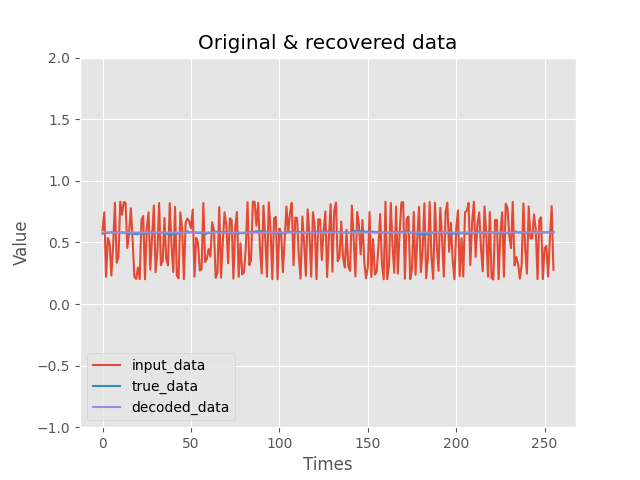 Original & recovered data
2.0
1.5
1.0
0.5
0.0
−0.5
−1.0
Value
input_data
true_data
decoded_data
0 50 100 150 200 250
Times